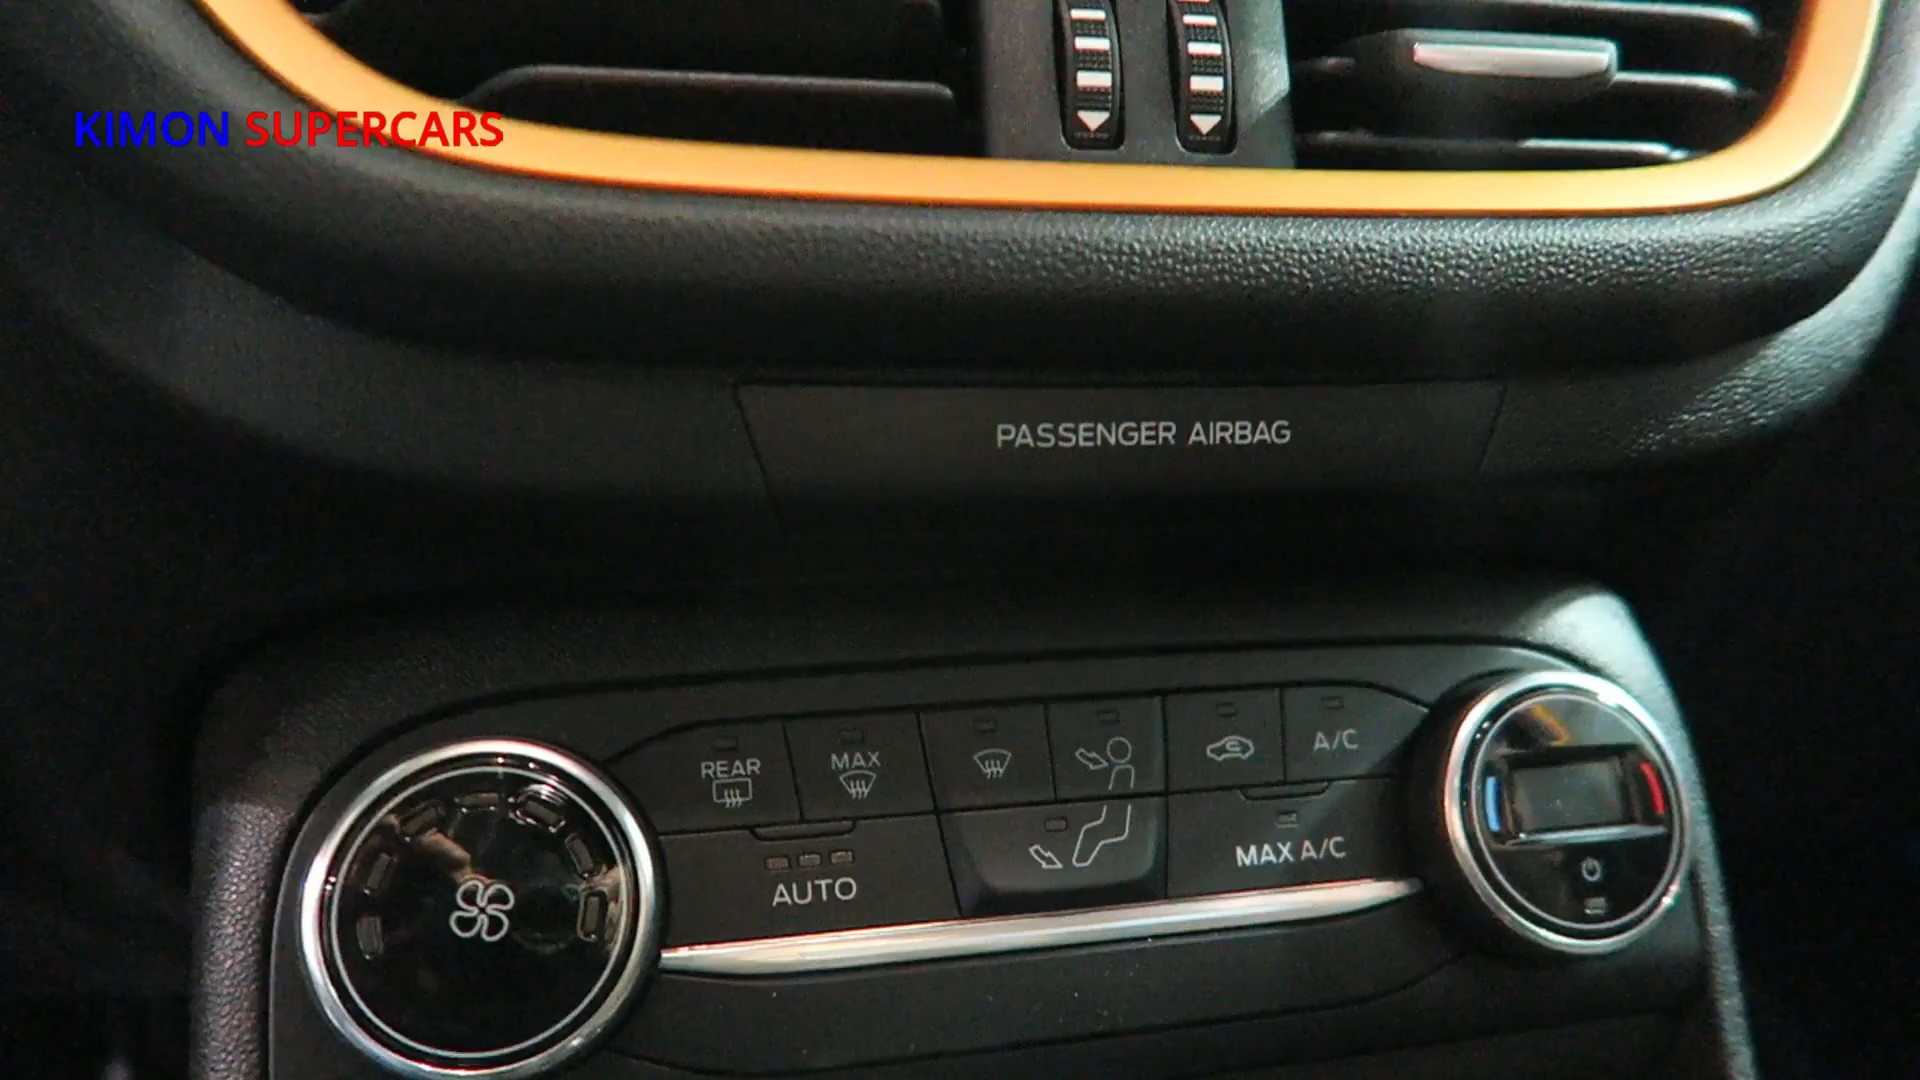 KIMON SUPERCARS
PASSENGER AIRBAG
REAR
MAX
A/C
AUTO
MAX A/C